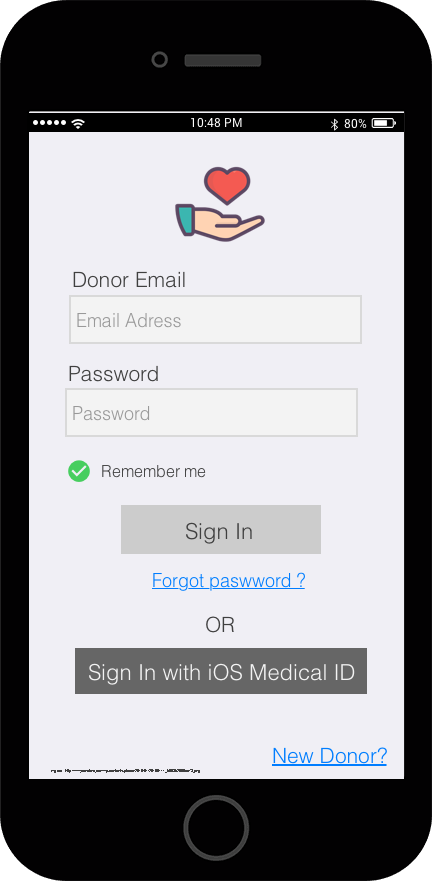 10:48 PM
80%
Donor Email
Email Adress
Password
Password
Remember me
Sign In
Forgot paswword ?
OR
Sign In with iOS Medical ID
New Donor?